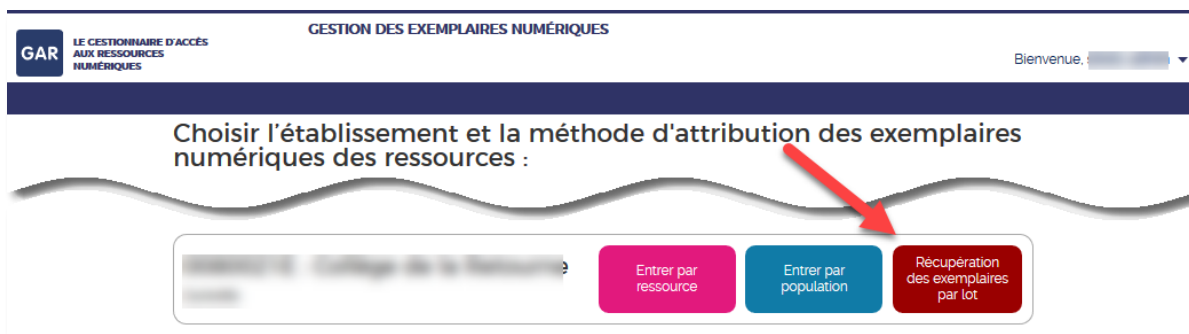 GESTION DES EXEMPLAIRES NUMÉRIQUES
GAR
LE GESTIONNAIRE D'ACCÈS
AUX RESSOURCES
NUMÉRIQUES
Bienvenue,
Choisir l'établissement et la méthode d'attribution des exemplaires
numériques des ressources :
Entrer par
ressource
Entrer par
population
Récupération
des exemplaires
par lot